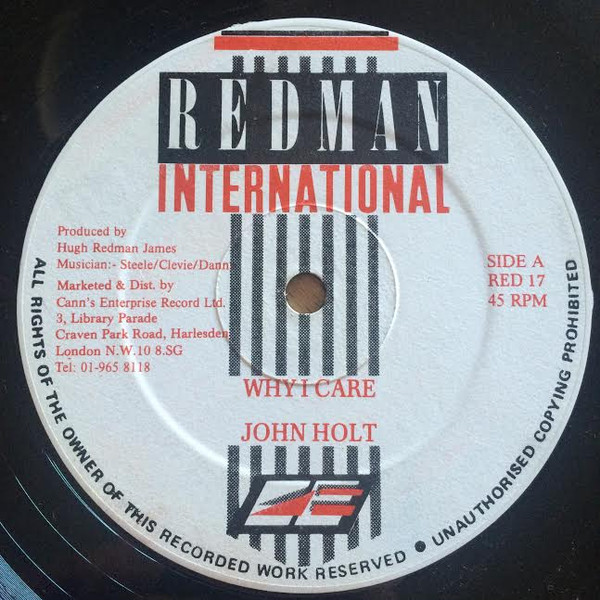 REDMAN
INTERNATIONAL
Produced by
Hugh Redman James
Musician:- Steele/Clevie/Dann
Marketed & Dist. by
Cann's Enterprise Record Ltd.
3, Library Parade
Craven Park Road, Harlesden
London N.W.10 8.SG
Tel: 01-965 8118
SIDE A
RED 17
45 RPM
WHY I CARE
JOHN HOLT
CE
ALL RIGHTS OF THE OWNER OF THIS RECORDED WORK RESERVED ● UNAUTHORISED COPYING PROHIBITED